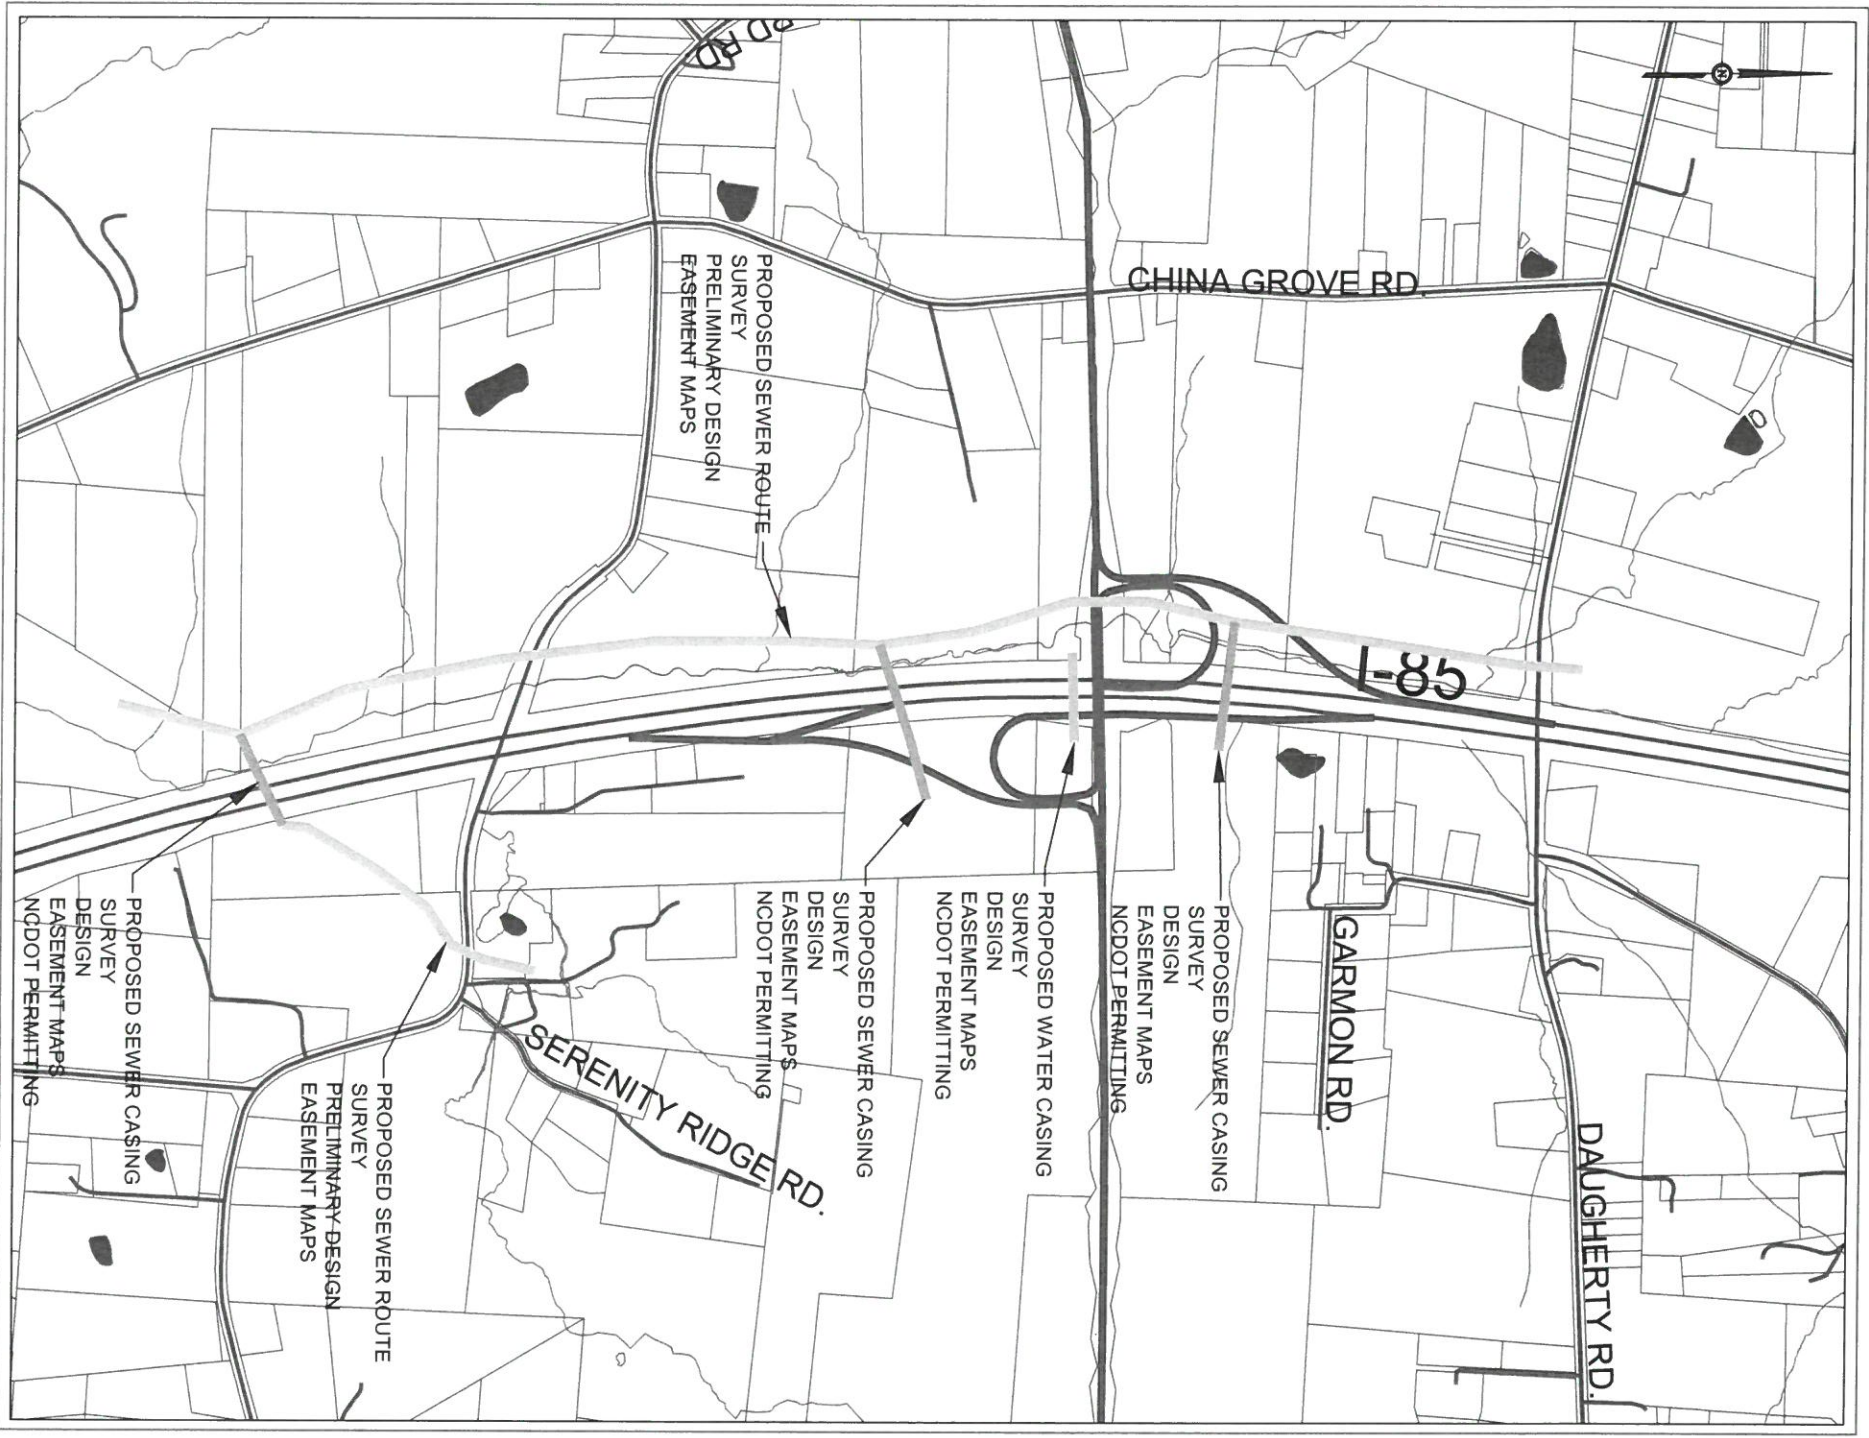 N
RD RD
CHINA GROVE RD.
PROPOSED SEWER ROUTE
SURVEY
PRELIMINARY DESIGN
EASEMENT MAPS
I-85
GARMON RD.
DAUGHERTY RD.
PROPOSED SEWER CASING
SURVEY
DESIGN
EASEMENT MAPS
NCDOT PERMITTING
PROPOSED WATER CASING
SURVEY
DESIGN
EASEMENT MAPS
NCDOT PERMITTING
PROPOSED SEWER CASING
SURVEY
DESIGN
EASEMENT MAPS
NCDOT PERMITTING
SERENITY RIDGE RD.
PROPOSED SEWER ROUTE
SURVEY
PRELIMINARY DESIGN
EASEMENT MAPS
PROPOSED SEWER CASING
SURVEY
DESIGN
EASEMENT MAPS
NCDOT PERMITTING